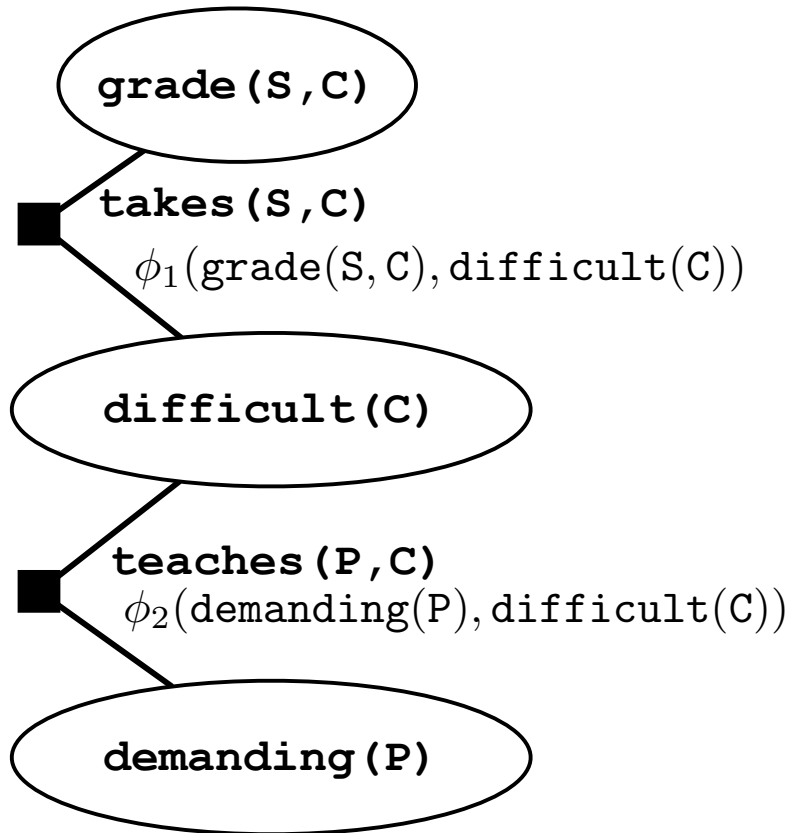 grade(S,C)
takes(S,C)
ϕ₁(grade(S, C), difficult(C))
difficult(C)
teaches(P,C)
ϕ₂(demanding(P), difficult(C))
demanding(P)